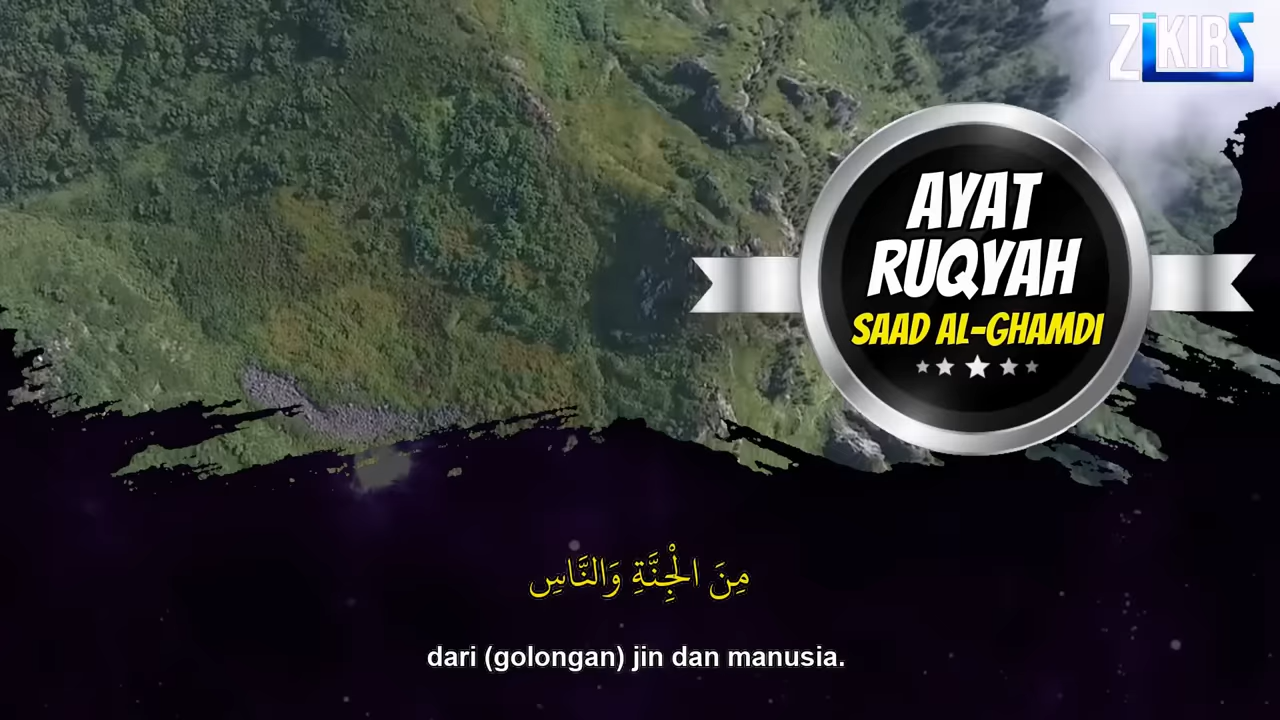 ZiKIRS
AYAT
RUQYAH
SAAD AL-GHAMDI
مِنَ الْجِنَّةِ وَالنَّاسِ
dari (golongan) jin dan manusia.